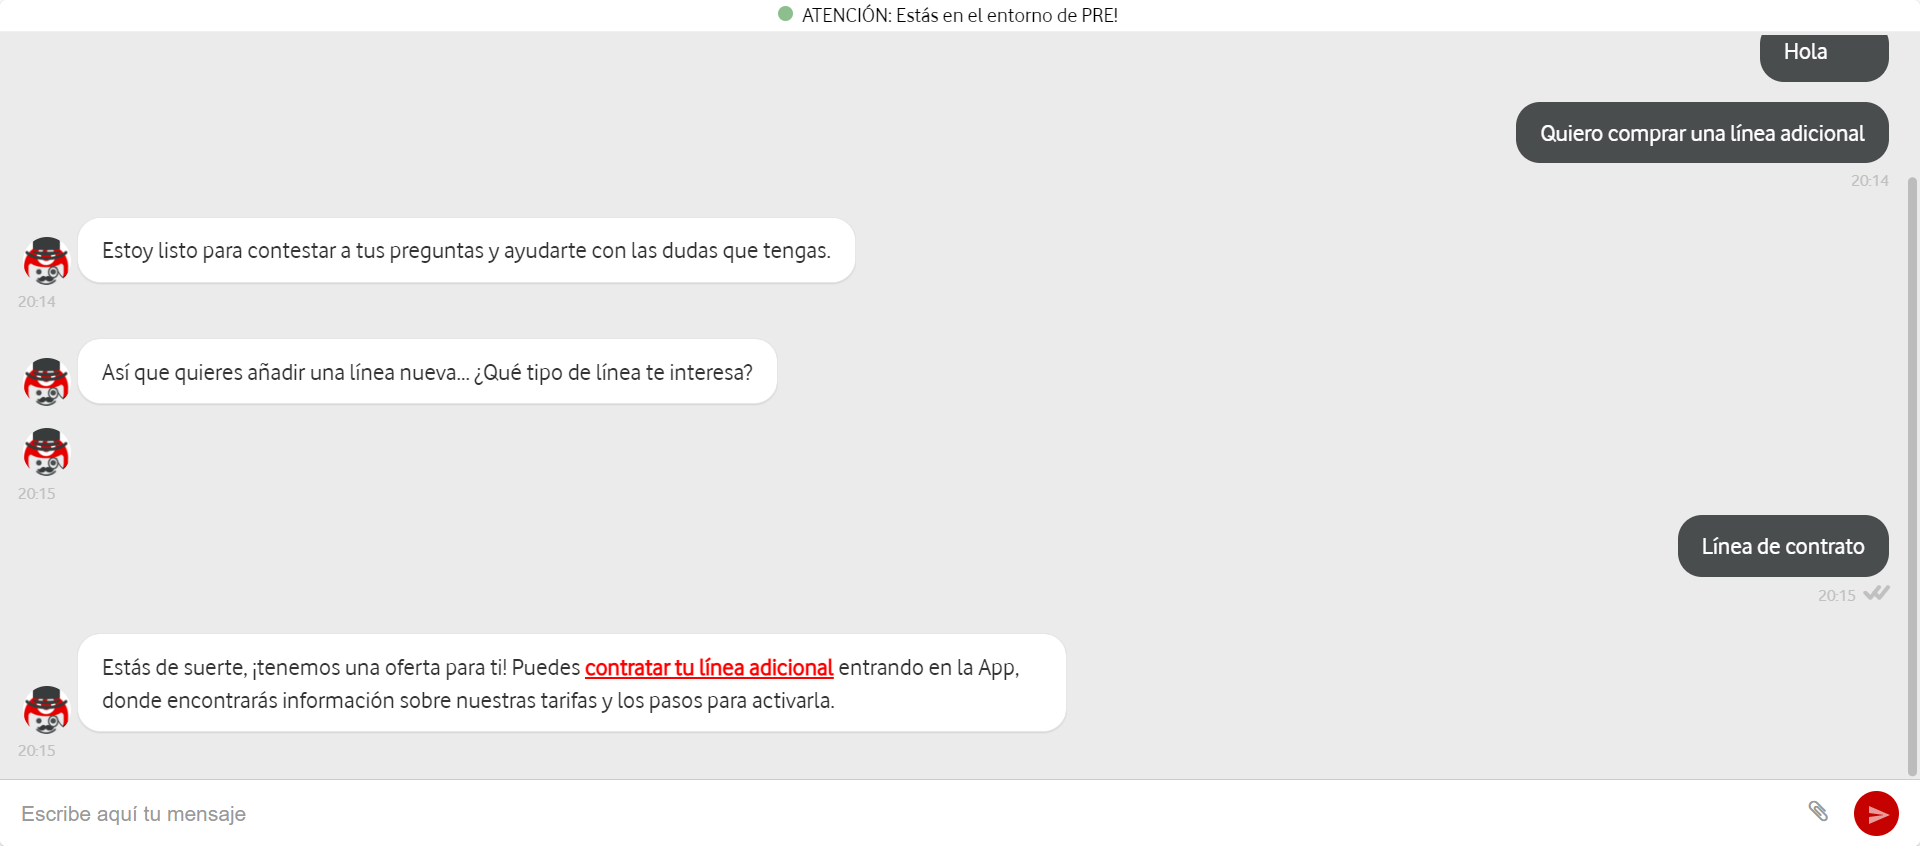 ATENCIÓN: Estás en el entorno de PRE!
Hola
Quiero comprar una línea adicional
20:14
Estoy listo para contestar a tus preguntas y ayudarte con las dudas que tengas.
20:14
Así que quieres añadir una línea nueva... ¿Qué tipo de línea te interesa?
20:15
Línea de contrato
20:15
Estás de suerte, ¡tenemos una oferta para ti! Puedes contratar tu línea adicional entrando en la App,
donde encontrarás información sobre nuestras tarifas y los pasos para activarla.
20:15
Escribe aquí tu mensaje